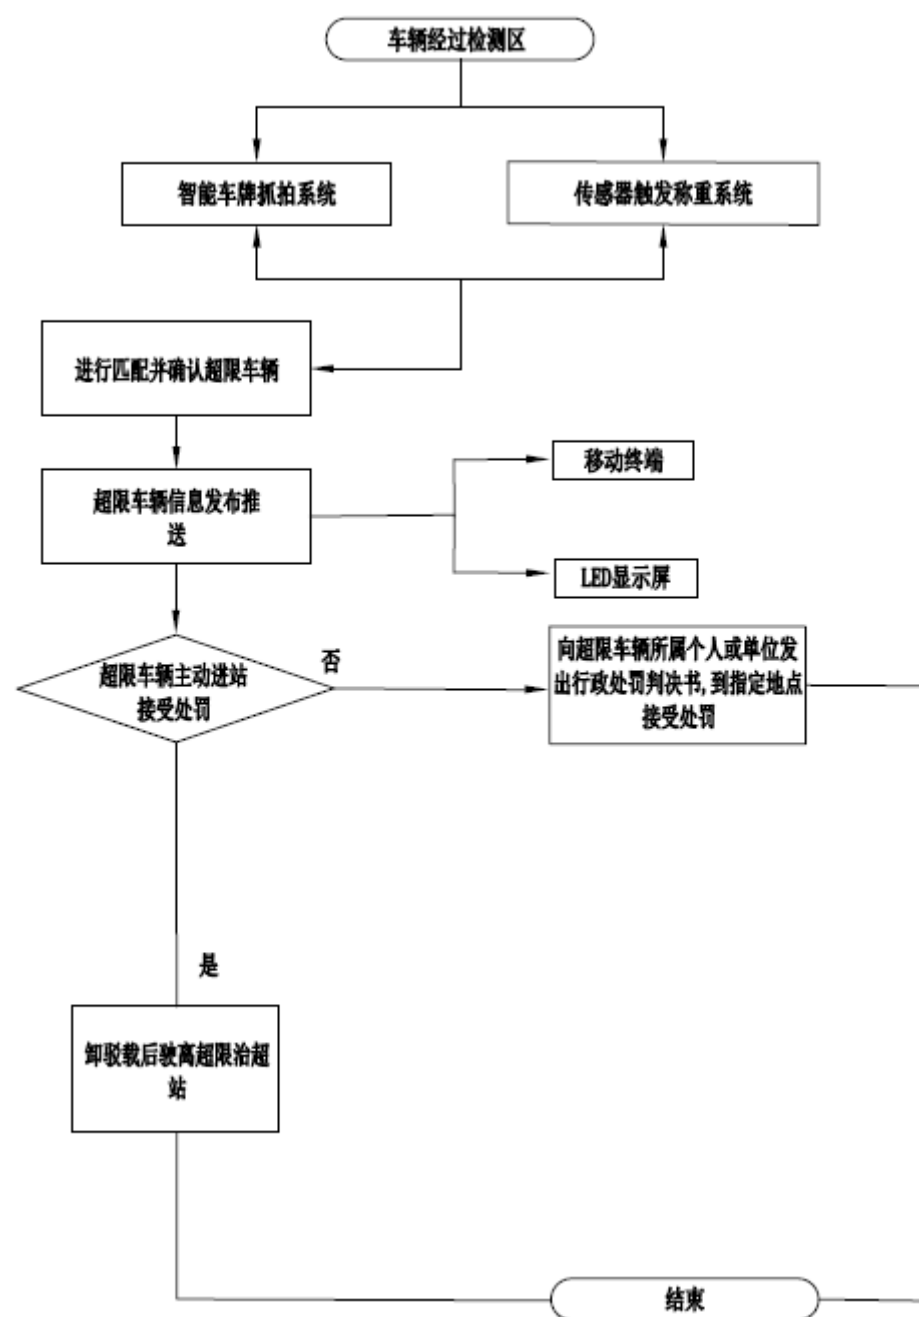 车辆经过检测区
智能车牌抓拍系统
传感器触发称重系统
进行匹配并确认超限车辆
超限车辆信息发布推
送
移动终端
LED显示屏
超限车辆主动进站
接受处罚
否
向超限车辆所属个人或单位发
出行政处罚判决书,到指定地点
接受处罚
是
卸驳载后驶离超限治超
站
结束